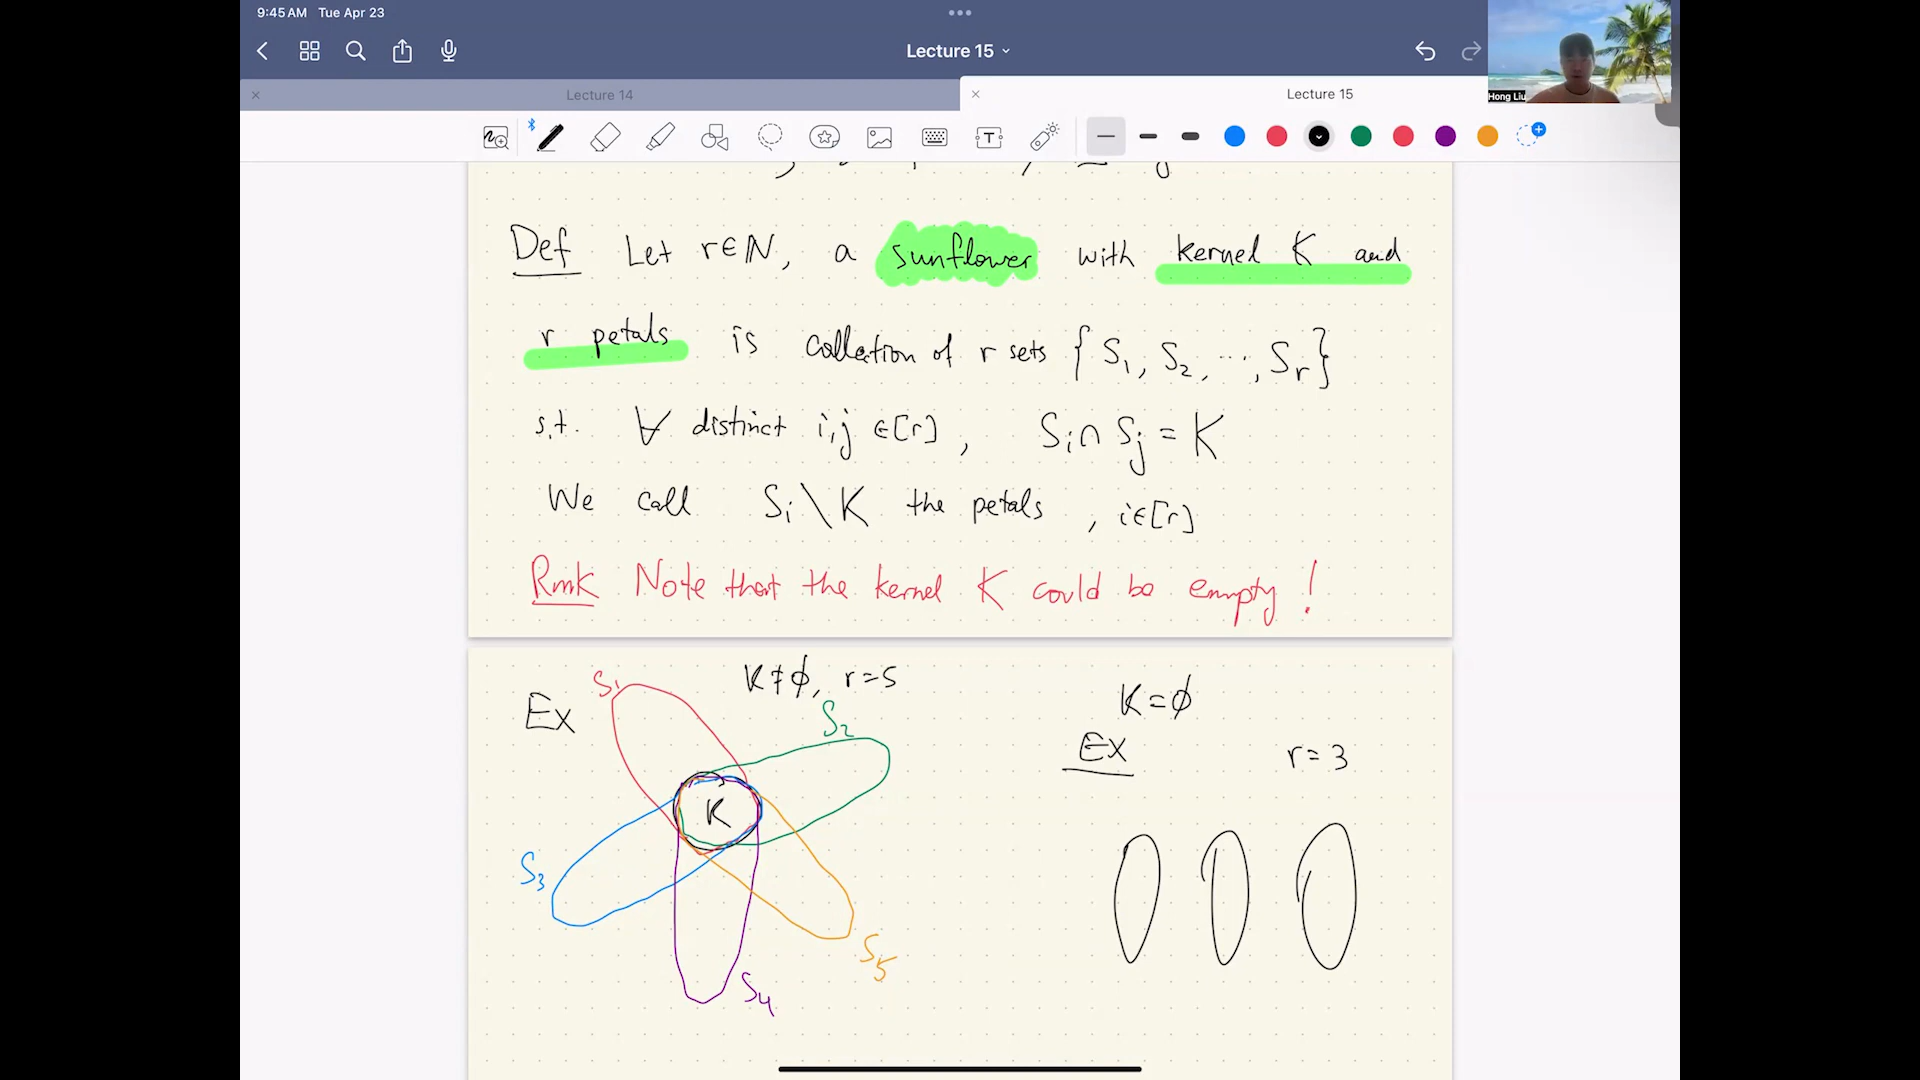 9:45 AM Tue Apr 23
Lecture 15
Hong Liu
Lecture 14
Lecture 15
Def Let r∈ℕ, a sunflower with kernel K and
r petals is collection of r sets {S₁, S₂, ⋯, Sᵣ}
s.t. ∀ distinct i,j ∈[r], Sᵢ∩ Sⱼ = K
We call Sᵢ\K the petals, i∈[r]
Rmk Note that the kernel K could be empty!
Ex K≠∅, r=5
S₁
S₂
K
S₃
S₄
S₅
K=∅
Ex r=3